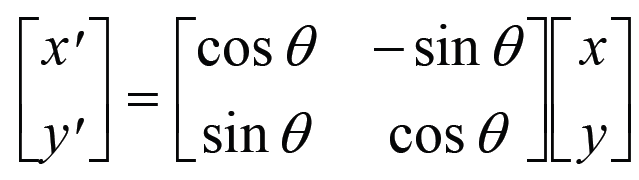 [x′] = [cos θ −sin θ][x]
[y′] [sin θ cos θ][y]